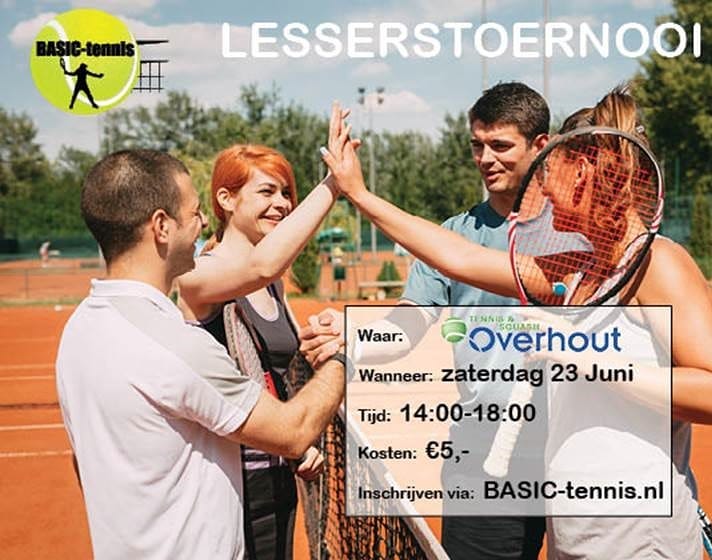 BASIC-tennis
LESSERSTOERNOOI
Waar: TENNIS & SQUASH Overhout
Wanneer: zaterdag 23 Juni
Tijd: 14:00-18:00
Kosten: €5,-
Inschrijven via: BASIC-tennis.nl